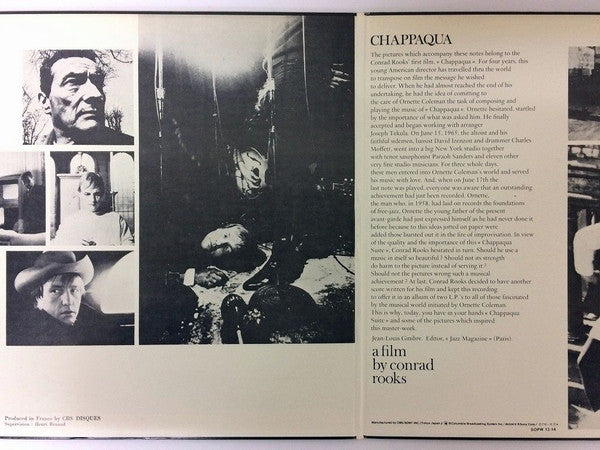 CHAPPAQUA
The pictures which accompany these notes belong to the
Conrad Rooks' first film, « Chappaqua ». For four years, this
young American director has travelled thru the world
to transpose on film the message he wished
to deliver. When he had almost reached the end of his
undertaking, he had the idea of comitting to
the care of Ornette Coleman the task of composing and
playing the music of « Chappaqua ». Ornette hesitated, startled
by the importance of what was asked him. He finally
accepted and began working with arranger
Joseph Tekula. On June 15, 1965, the altoist and his
faithful sidemen, bassist David Izenzon and drummer Charles
Moffett, went into a big New York studio together
with tenor saxophonist Paraoh Sanders and eleven other
very fine studio musicians. For three whole days,
these men entered into Ornette Coleman's world and served
his music with love. And, when on June 17th the
last note was played, everyone was aware that an outstanding
achievement had just been recorded. Ornette,
the man who, in 1958, had laid on records the foundations
of free-jazz, Ornette the young father of the present
avant-garde had just expressed himself as he had never done it
before because to this ideas jutted on paper were
added those bursted out in the fire of improvisation. In view
of the quality and the importance of this « Chappaqua
Suite », Conrad Rooks hesitated in turn. Should he use a
music in itself so beautiful ? Should not its strength
do harm to the picture instead of serving it ?
Should not the pictures wrong such a musical
achievement ? At last, Conrad Rooks decided to have another
score written for his film and kept this recording
to offer it in an album of two L.P.'s to all of those fascinated
by the musical world initiated by Ornette Coleman.
This is why, today, you have in your hands « Chappaqua
Suite » and some of the pictures which inspired
this master-work.
Jean-Louis Ginibre. Editor, « Jazz Magazine » (Paris).
a film
by conrad
rooks
Produced in France by CBS DISQUES
Supervision : Henri Renaud
Manufactured by CBS/SONY INC. (Tokyo Japan)
SOPW 13-14